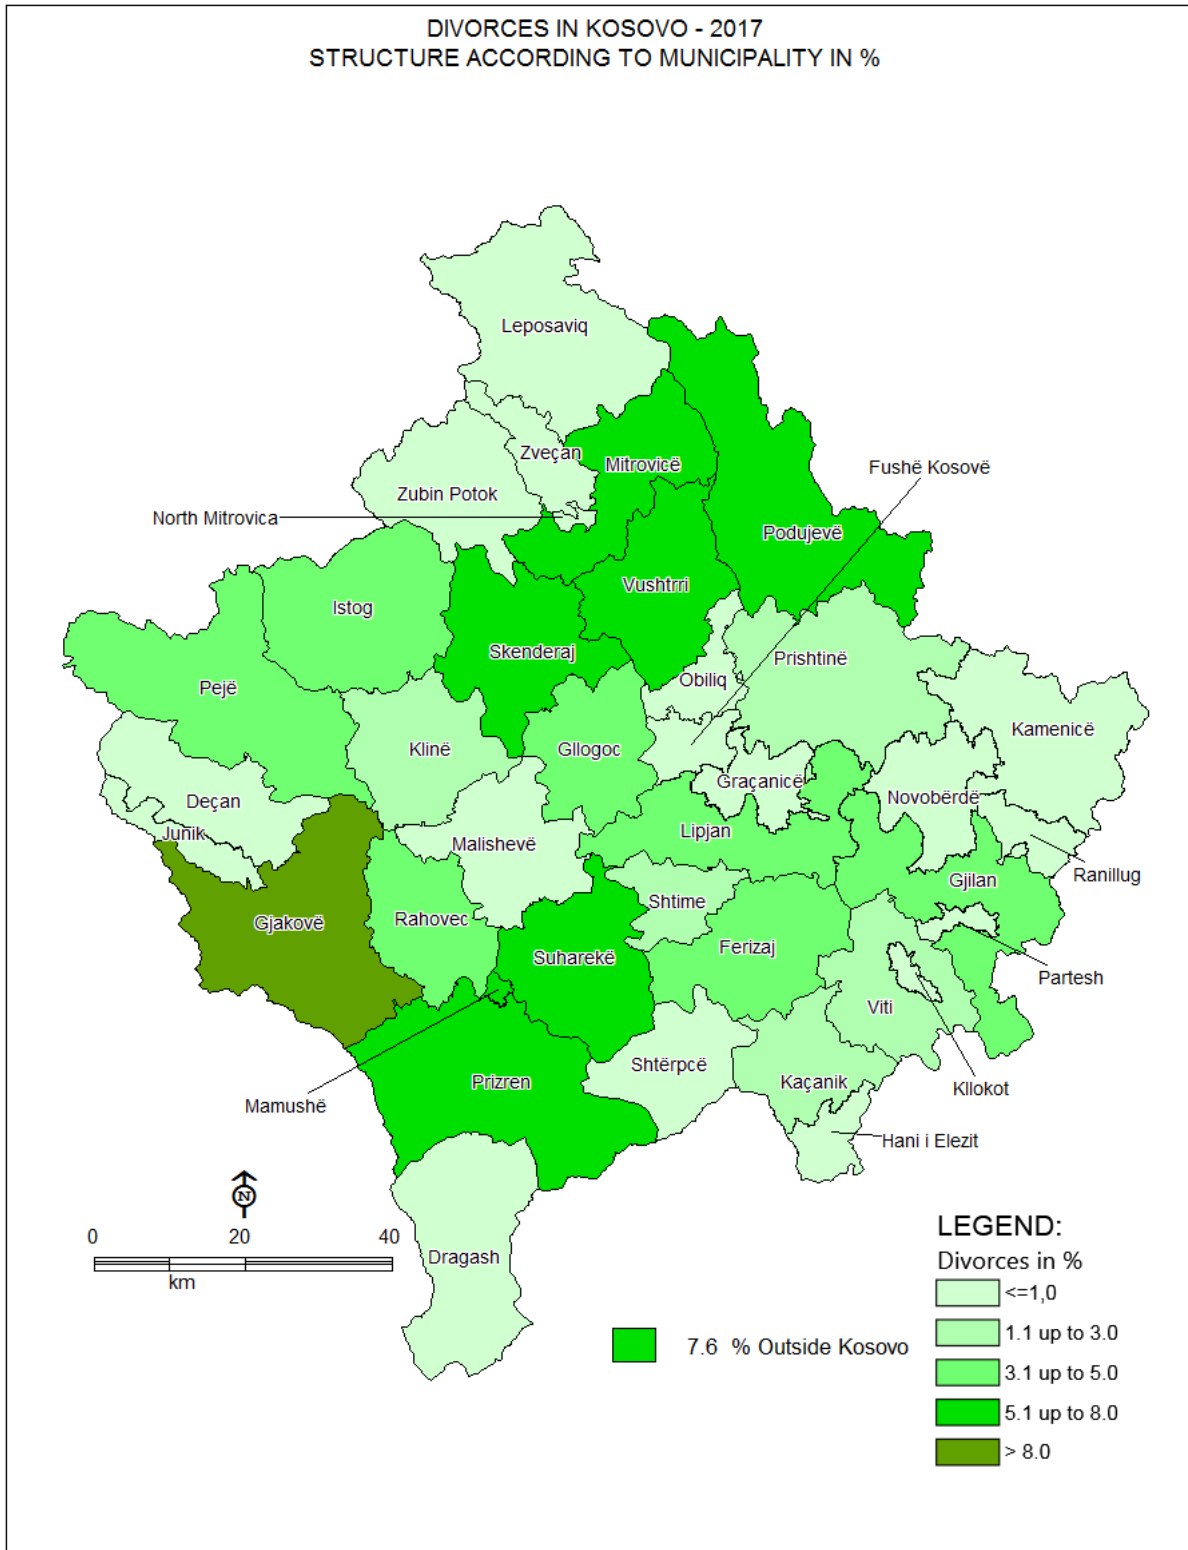 DIVORCES IN KOSOVO - 2017
STRUCTURE ACCORDING TO MUNICIPALITY IN %
Leposaviq
Zveçan
Mitrovicë
Fushë Kosovë
Zubin Potok
North Mitrovica
Podujevë
Vushtrri
Istog
Skenderaj
Prishtinë
Obiliq
Pejë
Kamenicë
Klinë
Gllogoc
Graçanicë
Novobërdë
Deçan
Junik
Lipjan
Malishevë
Ranillug
Gjilan
Shtime
Gjakovë
Rahovec
Ferizaj
Suharekë
Partesh
Viti
Shtërpcë
Kaçanik
Kllokot
Prizren
Mamushë
Hani i Elezit
N
0 20 40
km
Dragash
LEGEND:
Divorces in %
<=1,0
1.1 up to 3.0
7.6 % Outside Kosovo
3.1 up to 5.0
5.1 up to 8.0
> 8.0